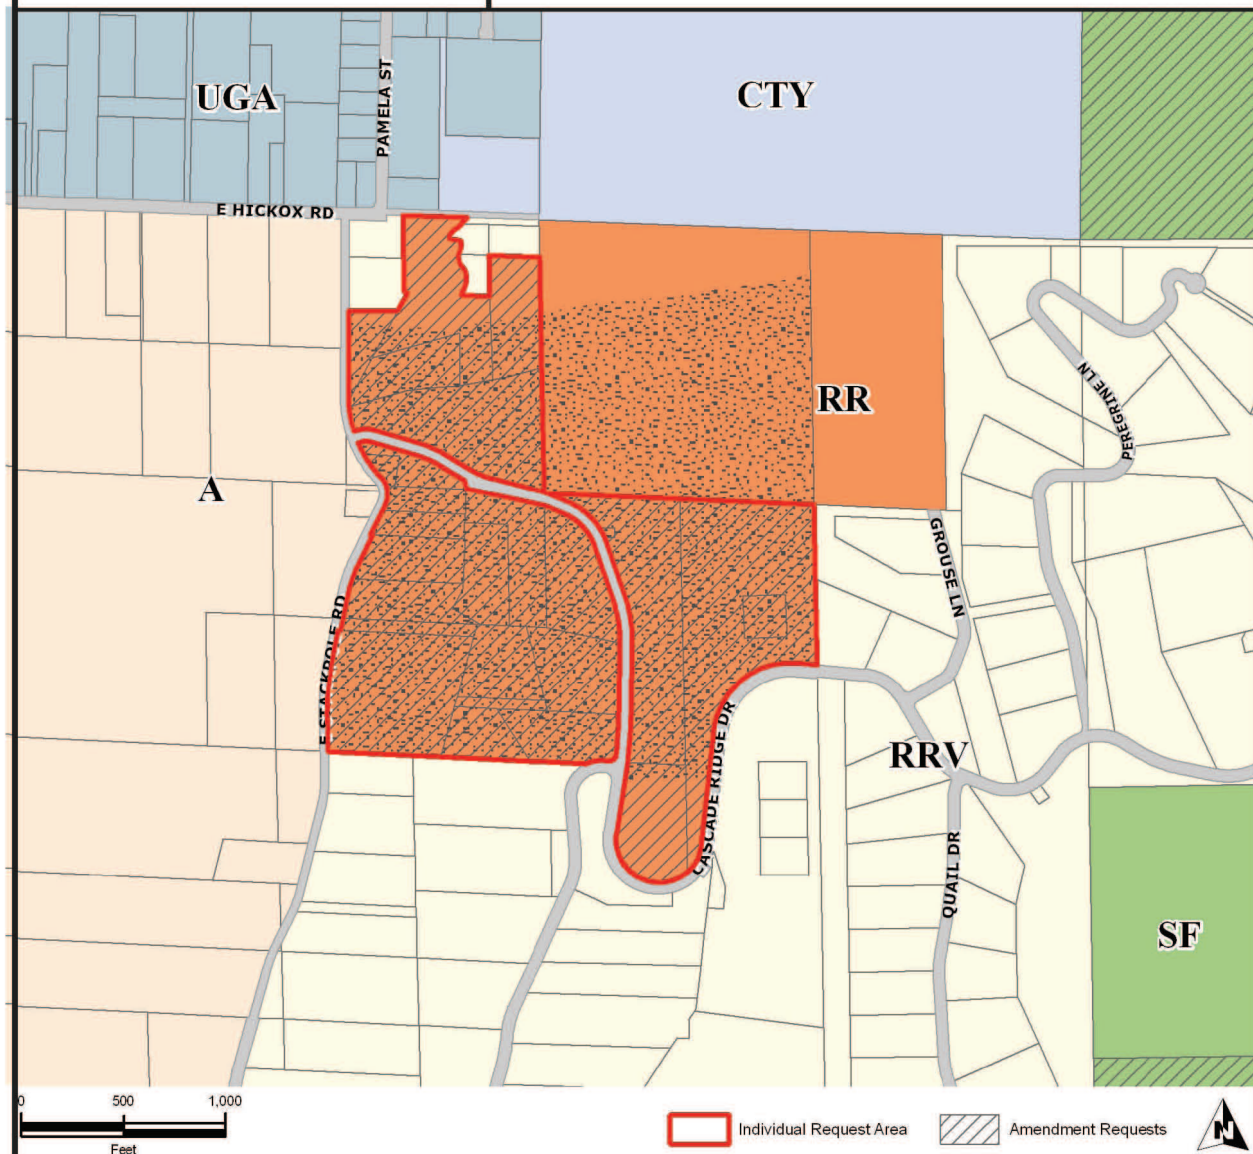 UGA
CTY
PAMELA ST
E HICKOX RD
RR
PEREGRINE LN
A
GROUSE LN
E STACKPOLE RD
CASCADE RIDGE DR
RRV
QUAIL DR
SF
0 500 1,000
Feet
Individual Request Area
Amendment Requests
N